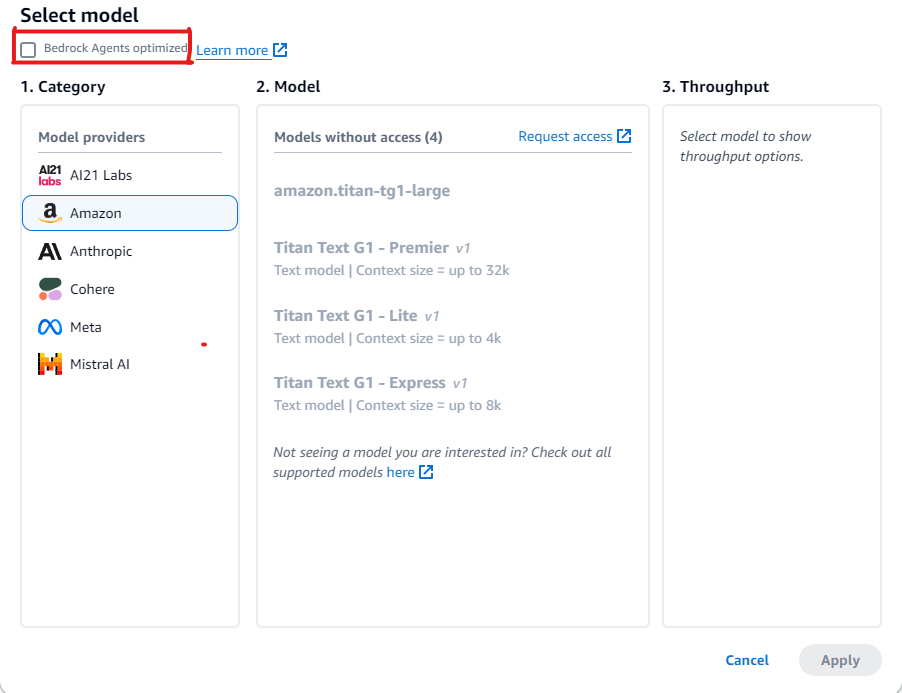 Select model
Bedrock Agents optimized Learn more
1. Category
Model providers
AI21 labs AI21 Labs
a Amazon
Anthropic
Cohere
Meta
Mistral AI
2. Model
Models without access (4) Request access
amazon.titan-tg1-large
Titan Text G1 - Premier v1
Text model | Context size = up to 32k
Titan Text G1 - Lite v1
Text model | Context size = up to 4k
Titan Text G1 - Express v1
Text model | Context size = up to 8k
Not seeing a model you are interested in? Check out all
supported models here
3. Throughput
Select model to show
throughput options.
Cancel Apply